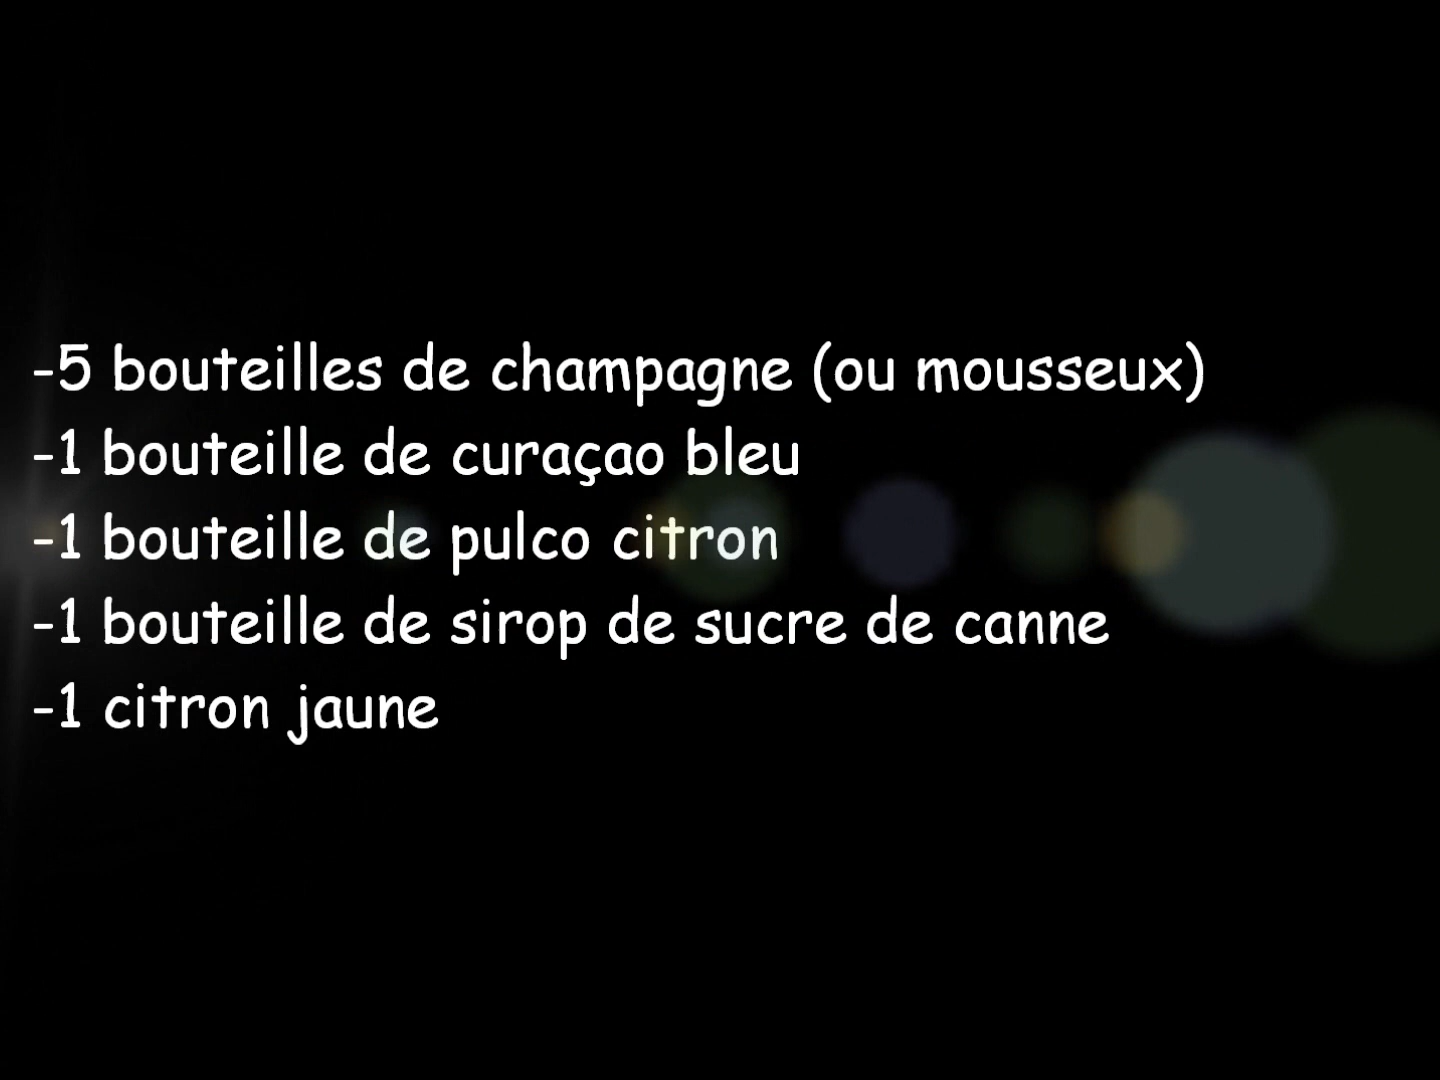 -5 bouteilles de champagne (ou mousseux)
-1 bouteille de curaçao bleu
-1 bouteille de pulco citron
-1 bouteille de sirop de sucre de canne
-1 citron jaune